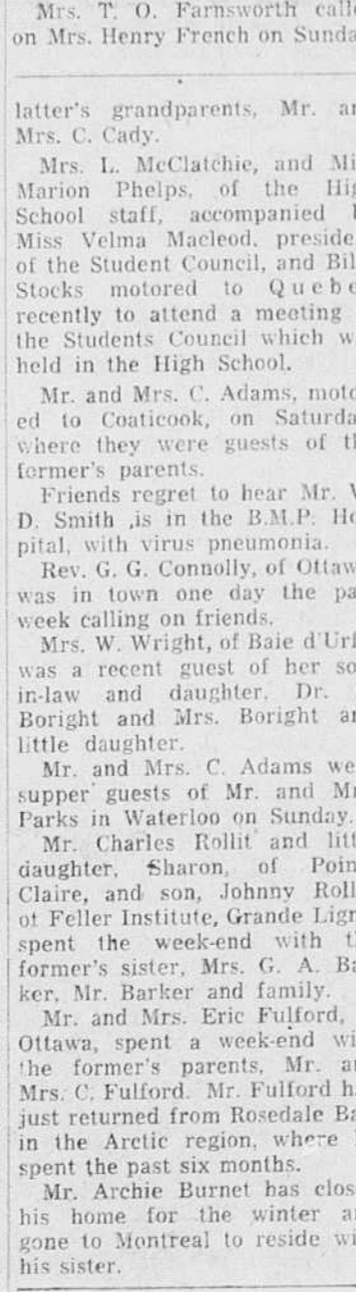 Mrs. T. O. Farnsworth calle
on Mrs. Henry French on Sunda
latter's grandparents, Mr. an
Mrs. C. Cady.
Mrs. L. McClatchie, and Mi
Marion Phelps, of the Hig
School staff, accompanied
Miss Velma Macleod, preside
of the Student Council, and Bil
Stocks motored to Quebe
recently to attend a meeting
the Students Council which w
held in the High School.
Mr. and Mrs. C. Adams, moto
ed to Coaticook, on Saturda
where they were guests of th
former's parents.
Friends regret to hear Mr. W
D. Smith ,is in the B.M.P. Ho
pital, with virus pneumonia.
Rev. G. G. Connolly, of Ottaw
was in town one day the pa
week calling on friends.
Mrs. W. Wright, of Baie d'Urf
was a recent guest of her so
in-law and daughter, Dr.
Boright and Mrs. Boright an
little daughter.
Mr. and Mrs. C. Adams we
supper guests of Mr. and Mr
Parks in Waterloo on Sunday.
Mr. Charles Rollit and litt
daughter, Sharon, of Poin
Claire, and son, Johnny Roll
of Feller Institute, Grande Lign
spent the week-end with th
former's sister, Mrs. G. A. Ba
ker, Mr. Barker and family.
Mr. and Mrs. Eric Fulford,
Ottawa, spent a week-end wi
the former's parents, Mr. an
Mrs. C. Fulford. Mr. Fulford ha
just returned from Rosedale Ba
in the Arctic region, where
spent the past six months.
Mr. Archie Burnet has close
his home for the winter an
gone to Montreal to reside wi
his sister.